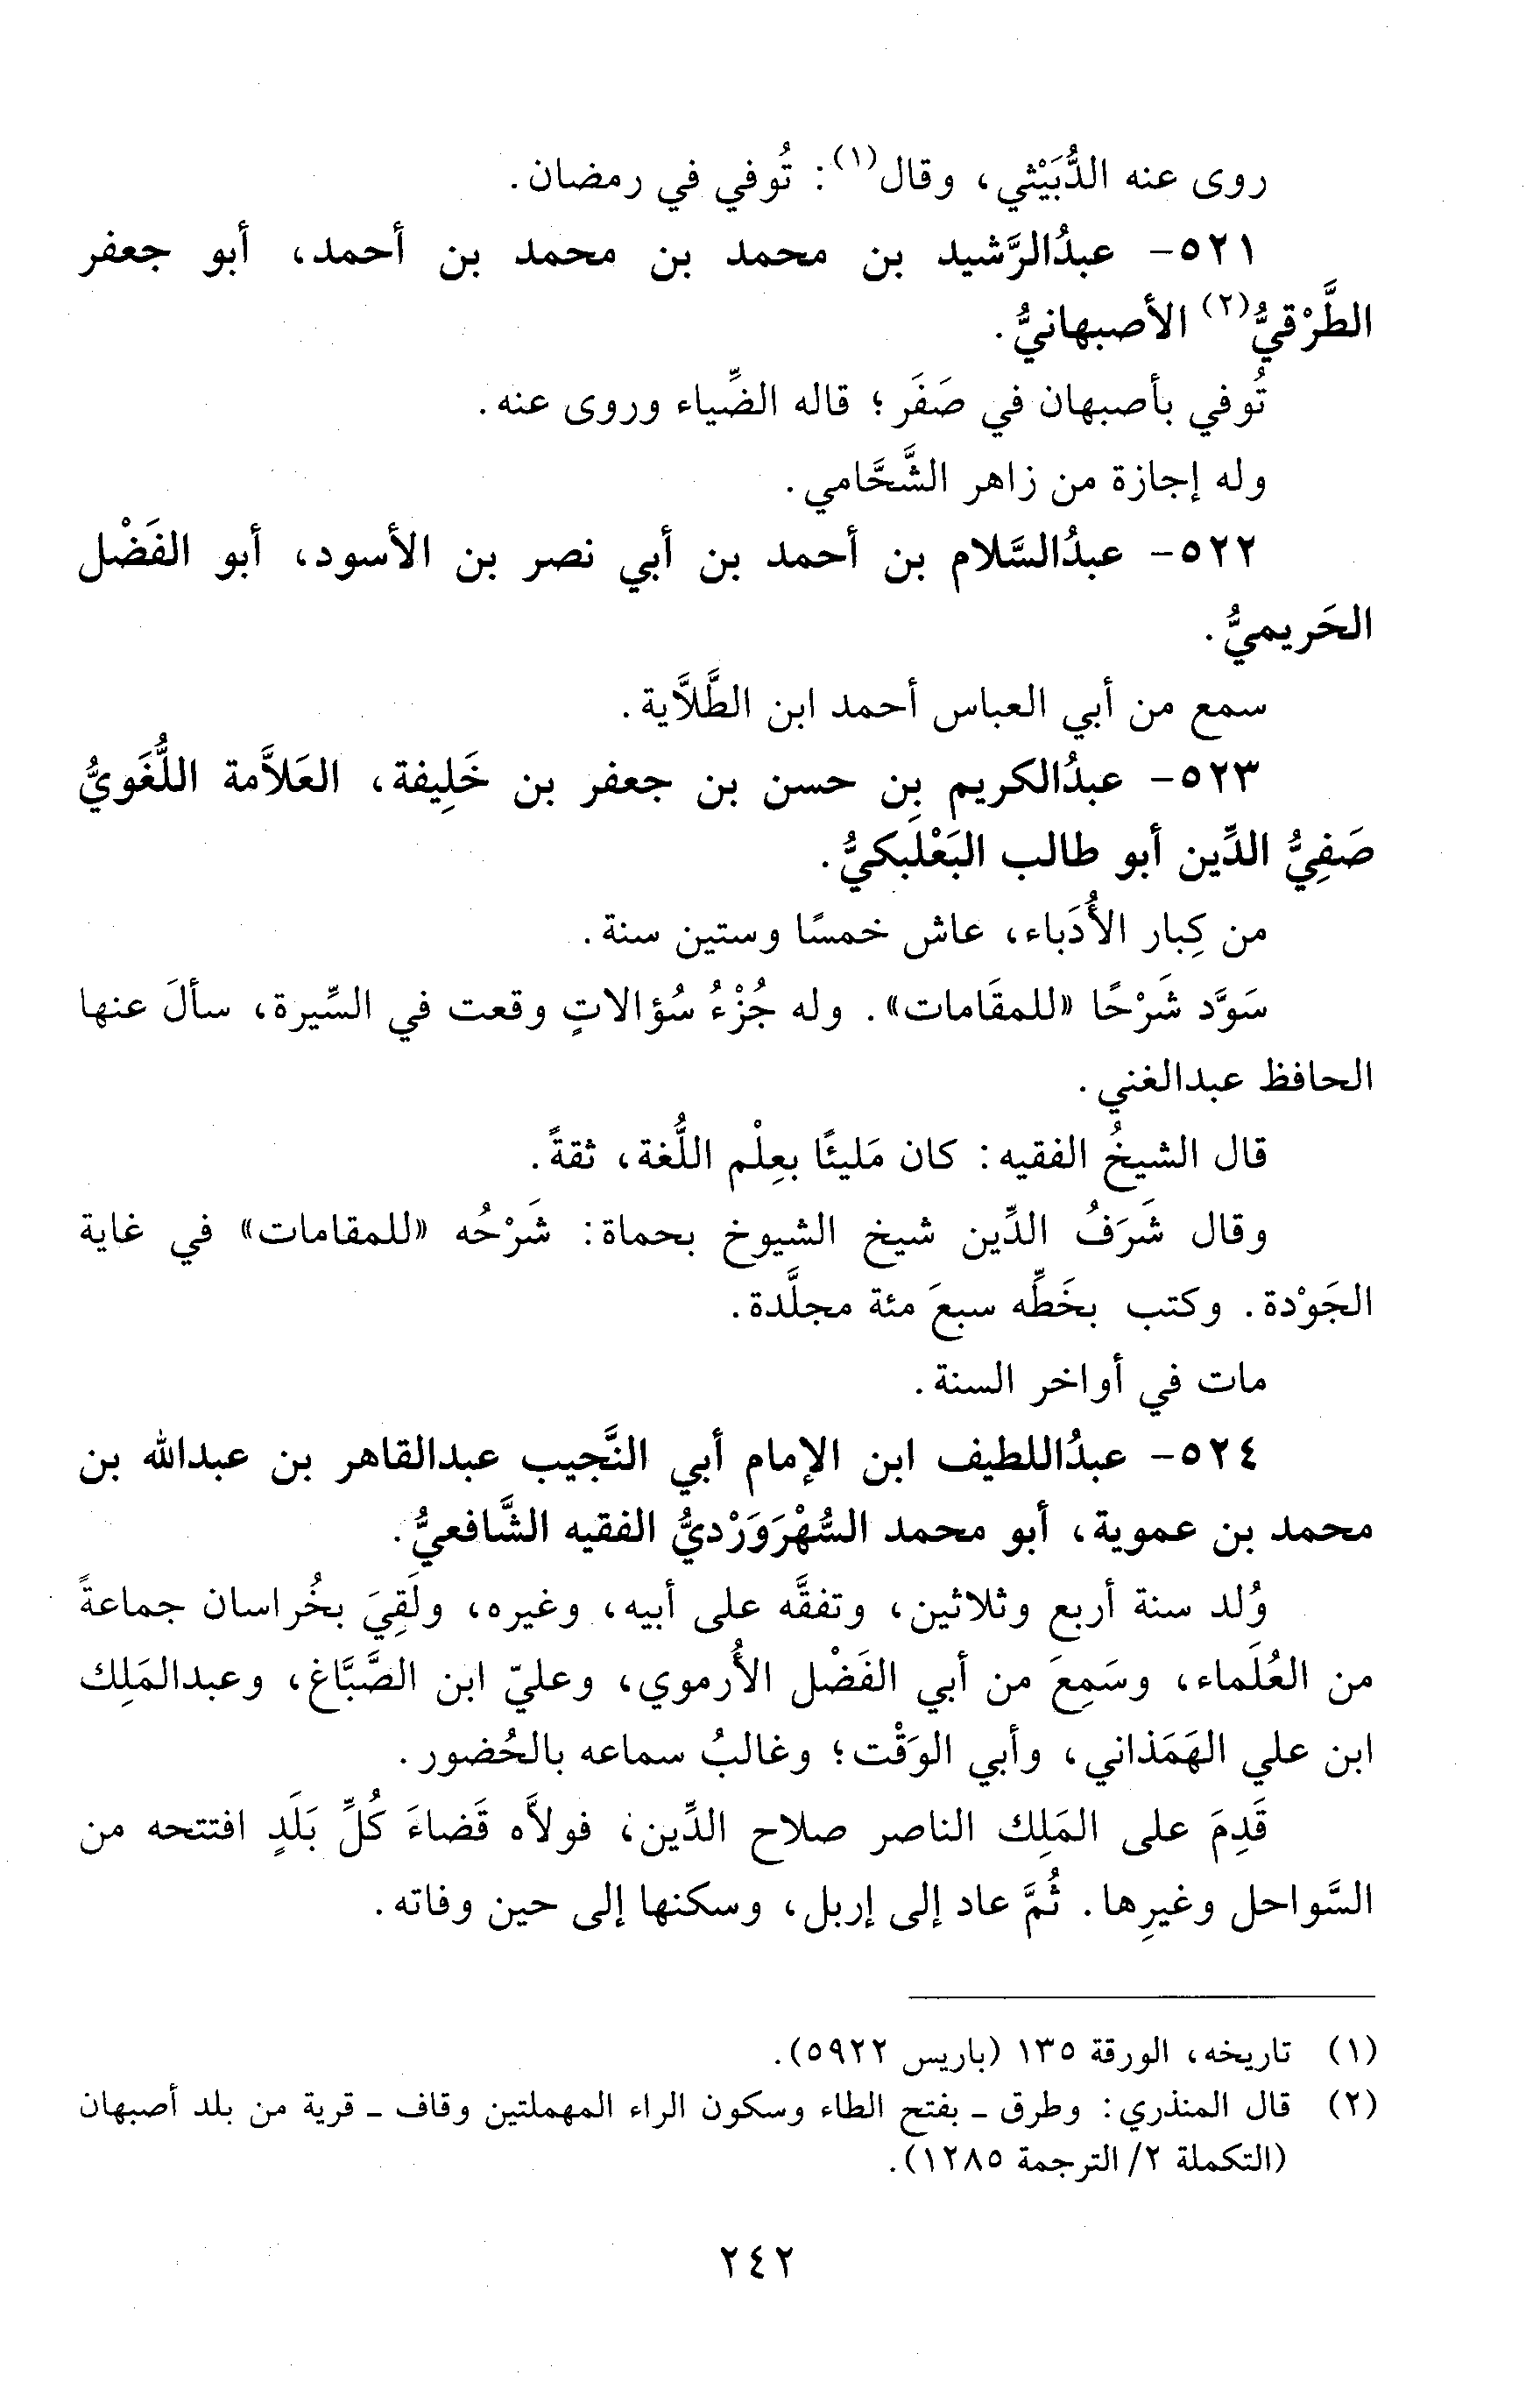 روى عنه الدُّبَيْثي، وقال(١): تُوفي في رمضان.
٥٢١- عبدُالرَّشيد بن محمد بن محمد بن أحمد، أبو جعفر
الطَّرْقيُّ(٢) الأصبهانيُّ.
تُوفي بأصبهان في صَفَر؛ قاله الضِّياء وروى عنه.
وله إجازة من زاهر الشَّحَّامي.
٥٢٢- عبدُالسَّلام بن أحمد بن أبي نصر بن الأسود، أبو الفَضْل
الحَريميُّ.
سمع من أبي العباس أحمد ابن الطَّلاَّية.
٥٢٣- عبدُالكريم بن حسن بن جعفر بن خَلِيفة، العَلاَّمة اللُّغَويُّ
صَفِيُّ الدِّين أبو طالب البَعْلَبكيُّ.
من كِبار الأُدَباء، عاش خمسًا وستين سنة.
سَوَّد شَرْحًا «للمقَامات». وله جُزْءُ سُؤالاتٍ وقعت في السِّيرة، سألَ عنها
الحافظ عبدالغني.
قال الشيخُ الفقيه: كان مَليئًا بعِلْم اللُّغة، ثقةً.
وقال شَرَفُ الدِّين شيخ الشيوخ بحماة: شَرْحُه «للمقامات» في غاية
الجَوْدة. وكتب بخَطِّه سبعَ مئة مجلَّدة.
مات في أواخر السنة.
٥٢٤- عبدُاللطيف ابن الإمام أبي النَّجيب عبدالقاهر بن عبدالله بن
محمد بن عموية، أبو محمد السُّهْرَوَرْديُّ الفقيه الشَّافعيُّ.
وُلد سنة أربع وثلاثين، وتفقَّه على أبيه، وغيره، ولَقِيَ بخُراسان جماعةً
من العُلَماء، وسَمِعَ من أبي الفَضْل الأُرموي، وعليّ ابن الصَّبَّاغ، وعبدالمَلِك
ابن علي الهَمَذاني، وأبي الوَقْت؛ وغالبُ سماعه بالحُضور.
قَدِمَ على المَلِك الناصر صلاح الدِّين، فولاَّه قَضاءَ كُلِّ بَلَدٍ افتتحه من
السَّواحل وغيرِها. ثُمَّ عاد إلى إربل، وسكنها إلى حين وفاته.
(١) تاريخه، الورقة ١٣٥ (باريس ٥٩٢٢).
(٢) قال المنذري: وطرق ـ بفتح الطاء وسكون الراء المهملتين وقاف ـ قرية من بلد أصبهان
(التكملة ٢/ الترجمة ١٢٨٥).
٢٤٢